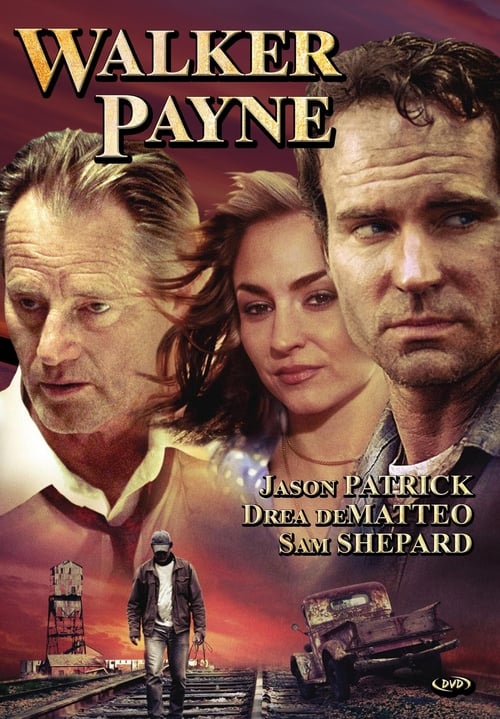 WALKER
PAYNE
JASON PATRICK
DREA DEMATTEO
SAM SHEPARD
DVD